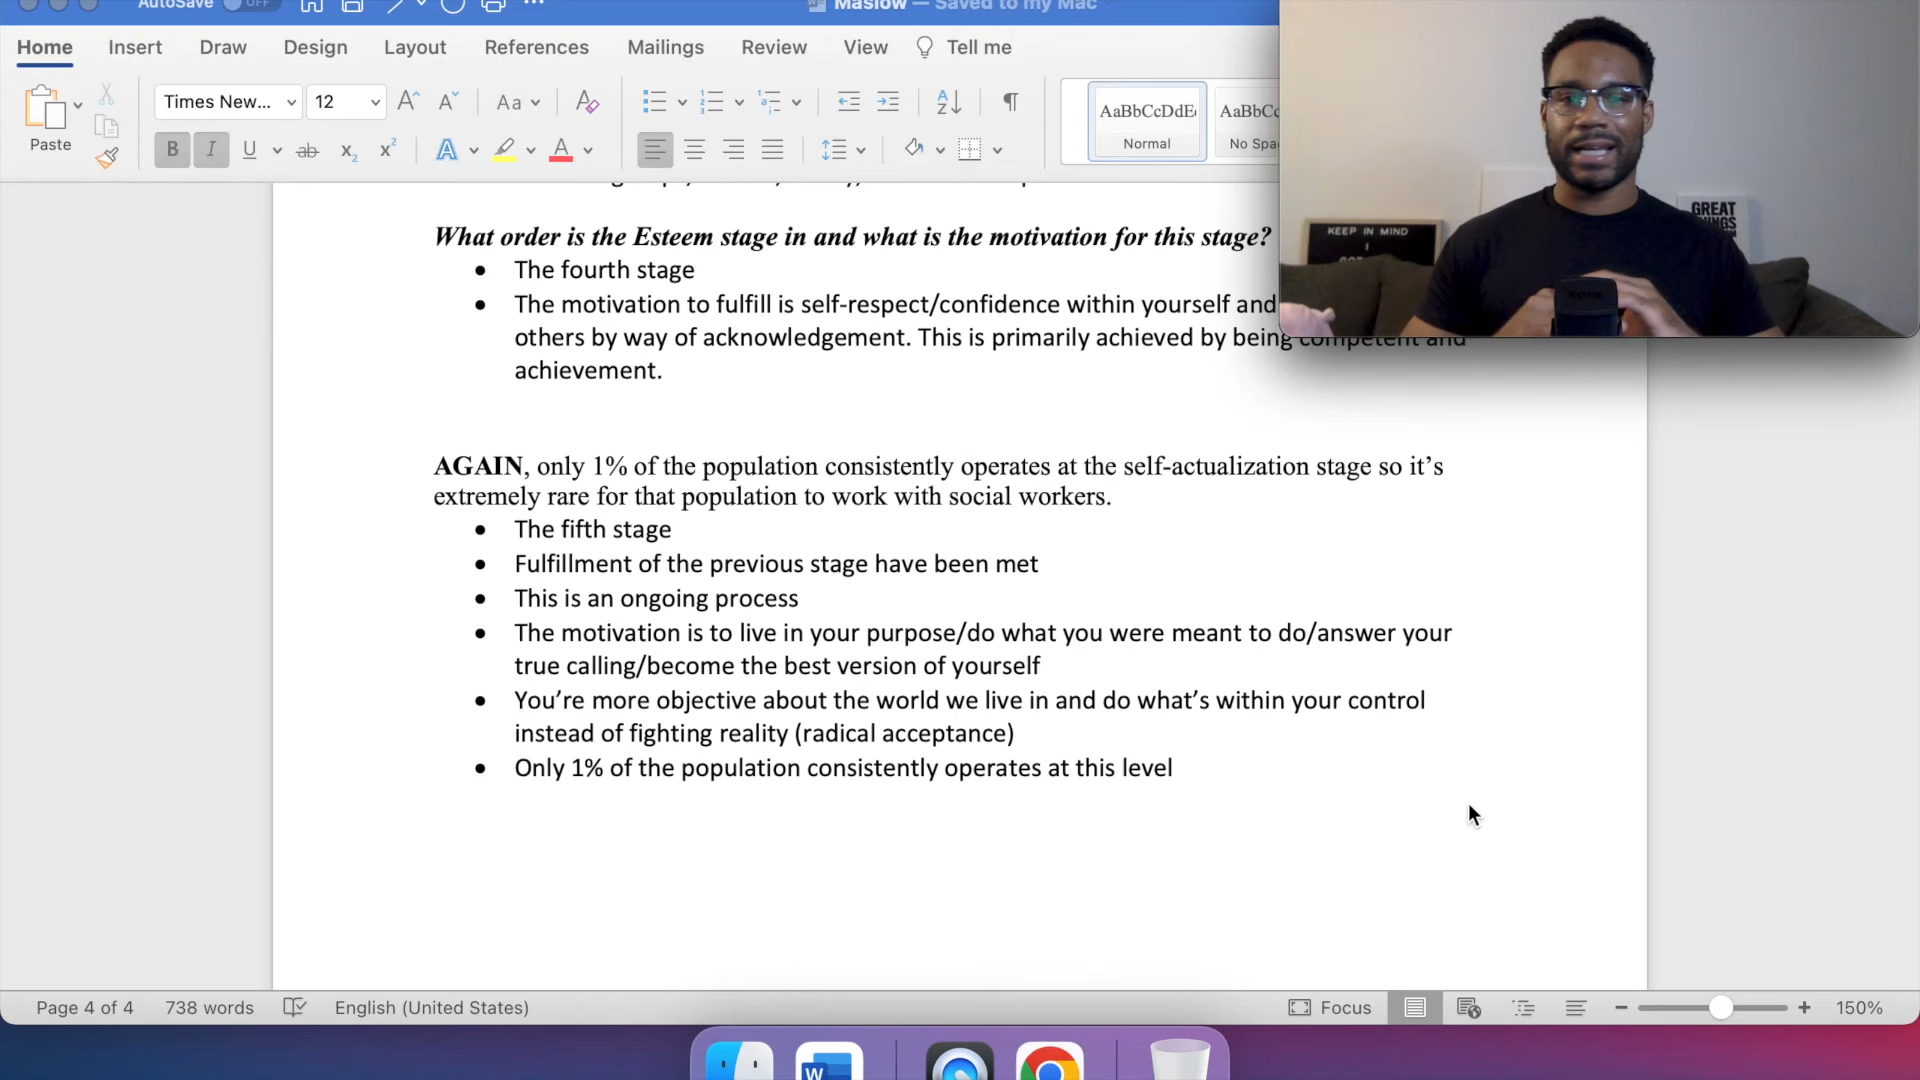 AutoSave OFF
Maslow — Saved to my Mac
Home Insert Draw Design Layout References Mailings Review View Tell me
Paste
Times New... 12
Aa
AaBbCcDdE
Normal
AaBbCc
No Spa
KEEP IN MIND
I
GREAT
What order is the Esteem stage in and what is the motivation for this stage?
• The fourth stage
• The motivation to fulfill is self-respect/confidence within yourself and
others by way of acknowledgement. This is primarily achieved by being competent and
achievement.
AGAIN, only 1% of the population consistently operates at the self-actualization stage so it’s
extremely rare for that population to work with social workers.
• The fifth stage
• Fulfillment of the previous stage have been met
• This is an ongoing process
• The motivation is to live in your purpose/do what you were meant to do/answer your
true calling/become the best version of yourself
• You’re more objective about the world we live in and do what’s within your control
instead of fighting reality (radical acceptance)
• Only 1% of the population consistently operates at this level
Page 4 of 4 738 words English (United States) Focus 150%